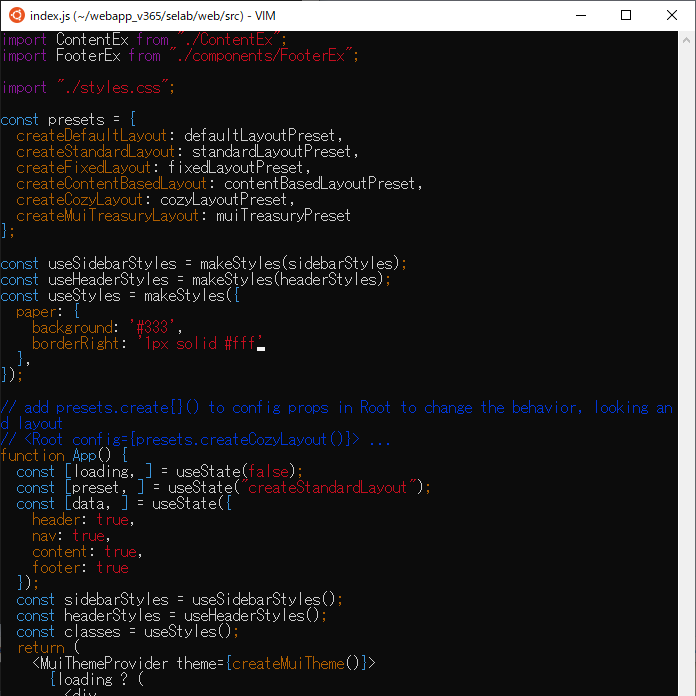 index.js (~/webapp_v365/selab/web/src) - VIM
import ContentEx from "./ContentEx";
import FooterEx from "./components/FooterEx";
import "./styles.css";
const presets = {
  createDefaultLayout: defaultLayoutPreset,
  createStandardLayout: standardLayoutPreset,
  createFixedLayout: fixedLayoutPreset,
  createContentBasedLayout: contentBasedLayoutPreset,
  createCozyLayout: cozyLayoutPreset,
  createMuiTreasuryLayout: muiTreasuryPreset
};
const useSidebarStyles = makeStyles(sidebarStyles);
const useHeaderStyles = makeStyles(headerStyles);
const useStyles = makeStyles({
  paper: {
    background: '#333',
    borderRight: '1px solid #fff'
  },
});
// add presets.create[]() to config props in Root to change the behavior, looking an
d layout
// <Root config=[presets.createCozyLayout()]> ...
function App() {
  const [loading, ] = useState(false);
  const [preset, ] = useState("createStandardLayout");
  const [data, ] = useState({
    header: true,
    nav: true,
    content: true,
    footer: true
  });
  const sidebarStyles = useSidebarStyles();
  const headerStyles = useHeaderStyles();
  const classes = useStyles();
  return (
    <MuiThemeProvider theme={createMuiTheme()}>
      {loading ? (
        <div